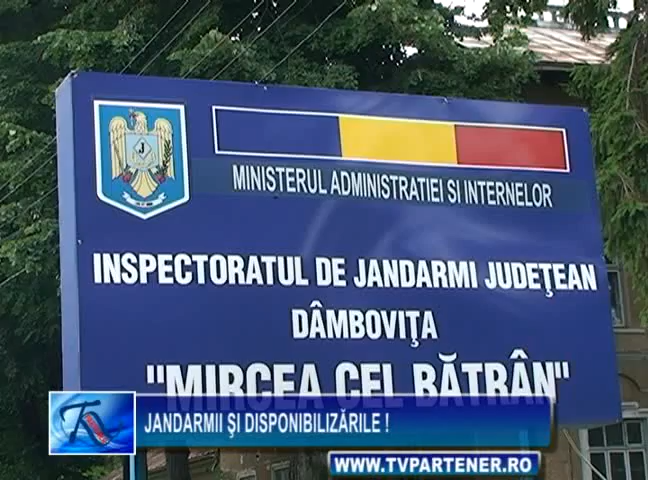 MINISTERUL ADMINISTRATIEI SI INTERNELOR
INSPECTORATUL DE JANDARMI JUDEŢEAN
DÂMBOVIŢA
"MIRCEA CEL BĂTRÂN"
JANDARMII ŞI DISPONIBILIZĂRILE !
WWW.TVPARTENER.RO